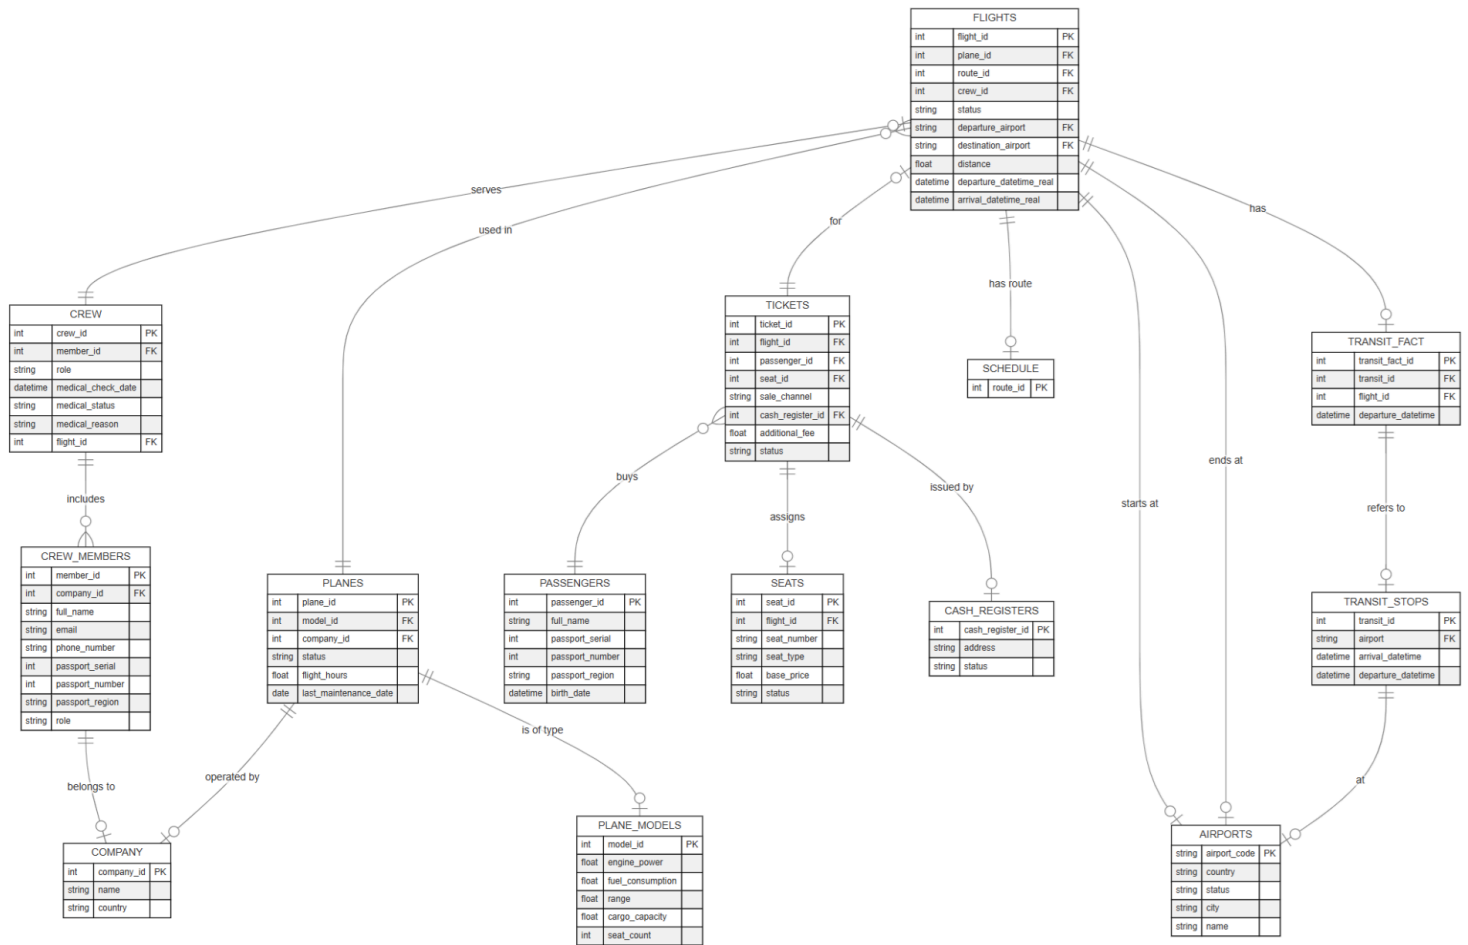 FLIGHTS
int flight_id PK
int plane_id FK
int route_id FK
int crew_id FK
string status
string departure_airport FK
string destination_airport FK
float distance
datetime departure_datetime_real
datetime arrival_datetime_real
serves
used in
for
has route
has
starts at
ends at
CREW
int crew_id PK
int member_id FK
string role
datetime medical_check_date
string medical_status
string medical_reason
int flight_id FK
TICKETS
int ticket_id PK
int flight_id FK
int passenger_id FK
int seat_id FK
string sale_channel
int cash_register_id FK
float additional_fee
string status
SCHEDULE
int route_id PK
TRANSIT_FACT
int transit_fact_id PK
int transit_id FK
int flight_id FK
datetime departure_datetime
includes
buys
assigns
issued by
refers to
CREW_MEMBERS
int member_id PK
int company_id FK
string full_name
string email
string phone_number
int passport_serial
int passport_number
string passport_region
string role
PLANES
int plane_id PK
int model_id FK
int company_id FK
string status
float flight_hours
date last_maintenance_date
PASSENGERS
int passenger_id PK
string full_name
int passport_serial
int passport_number
string passport_region
datetime birth_date
SEATS
int seat_id PK
int flight_id FK
string seat_number
string seat_type
float base_price
string status
CASH_REGISTERS
int cash_register_id PK
string address
string status
TRANSIT_STOPS
int transit_id PK
string airport FK
datetime arrival_datetime
datetime departure_datetime
belongs to
operated by
is of type
at
COMPANY
int company_id PK
string name
string country
PLANE_MODELS
int model_id PK
float engine_power
float fuel_consumption
float range
float cargo_capacity
int seat_count
AIRPORTS
string airport_code PK
string country
string status
string city
string name